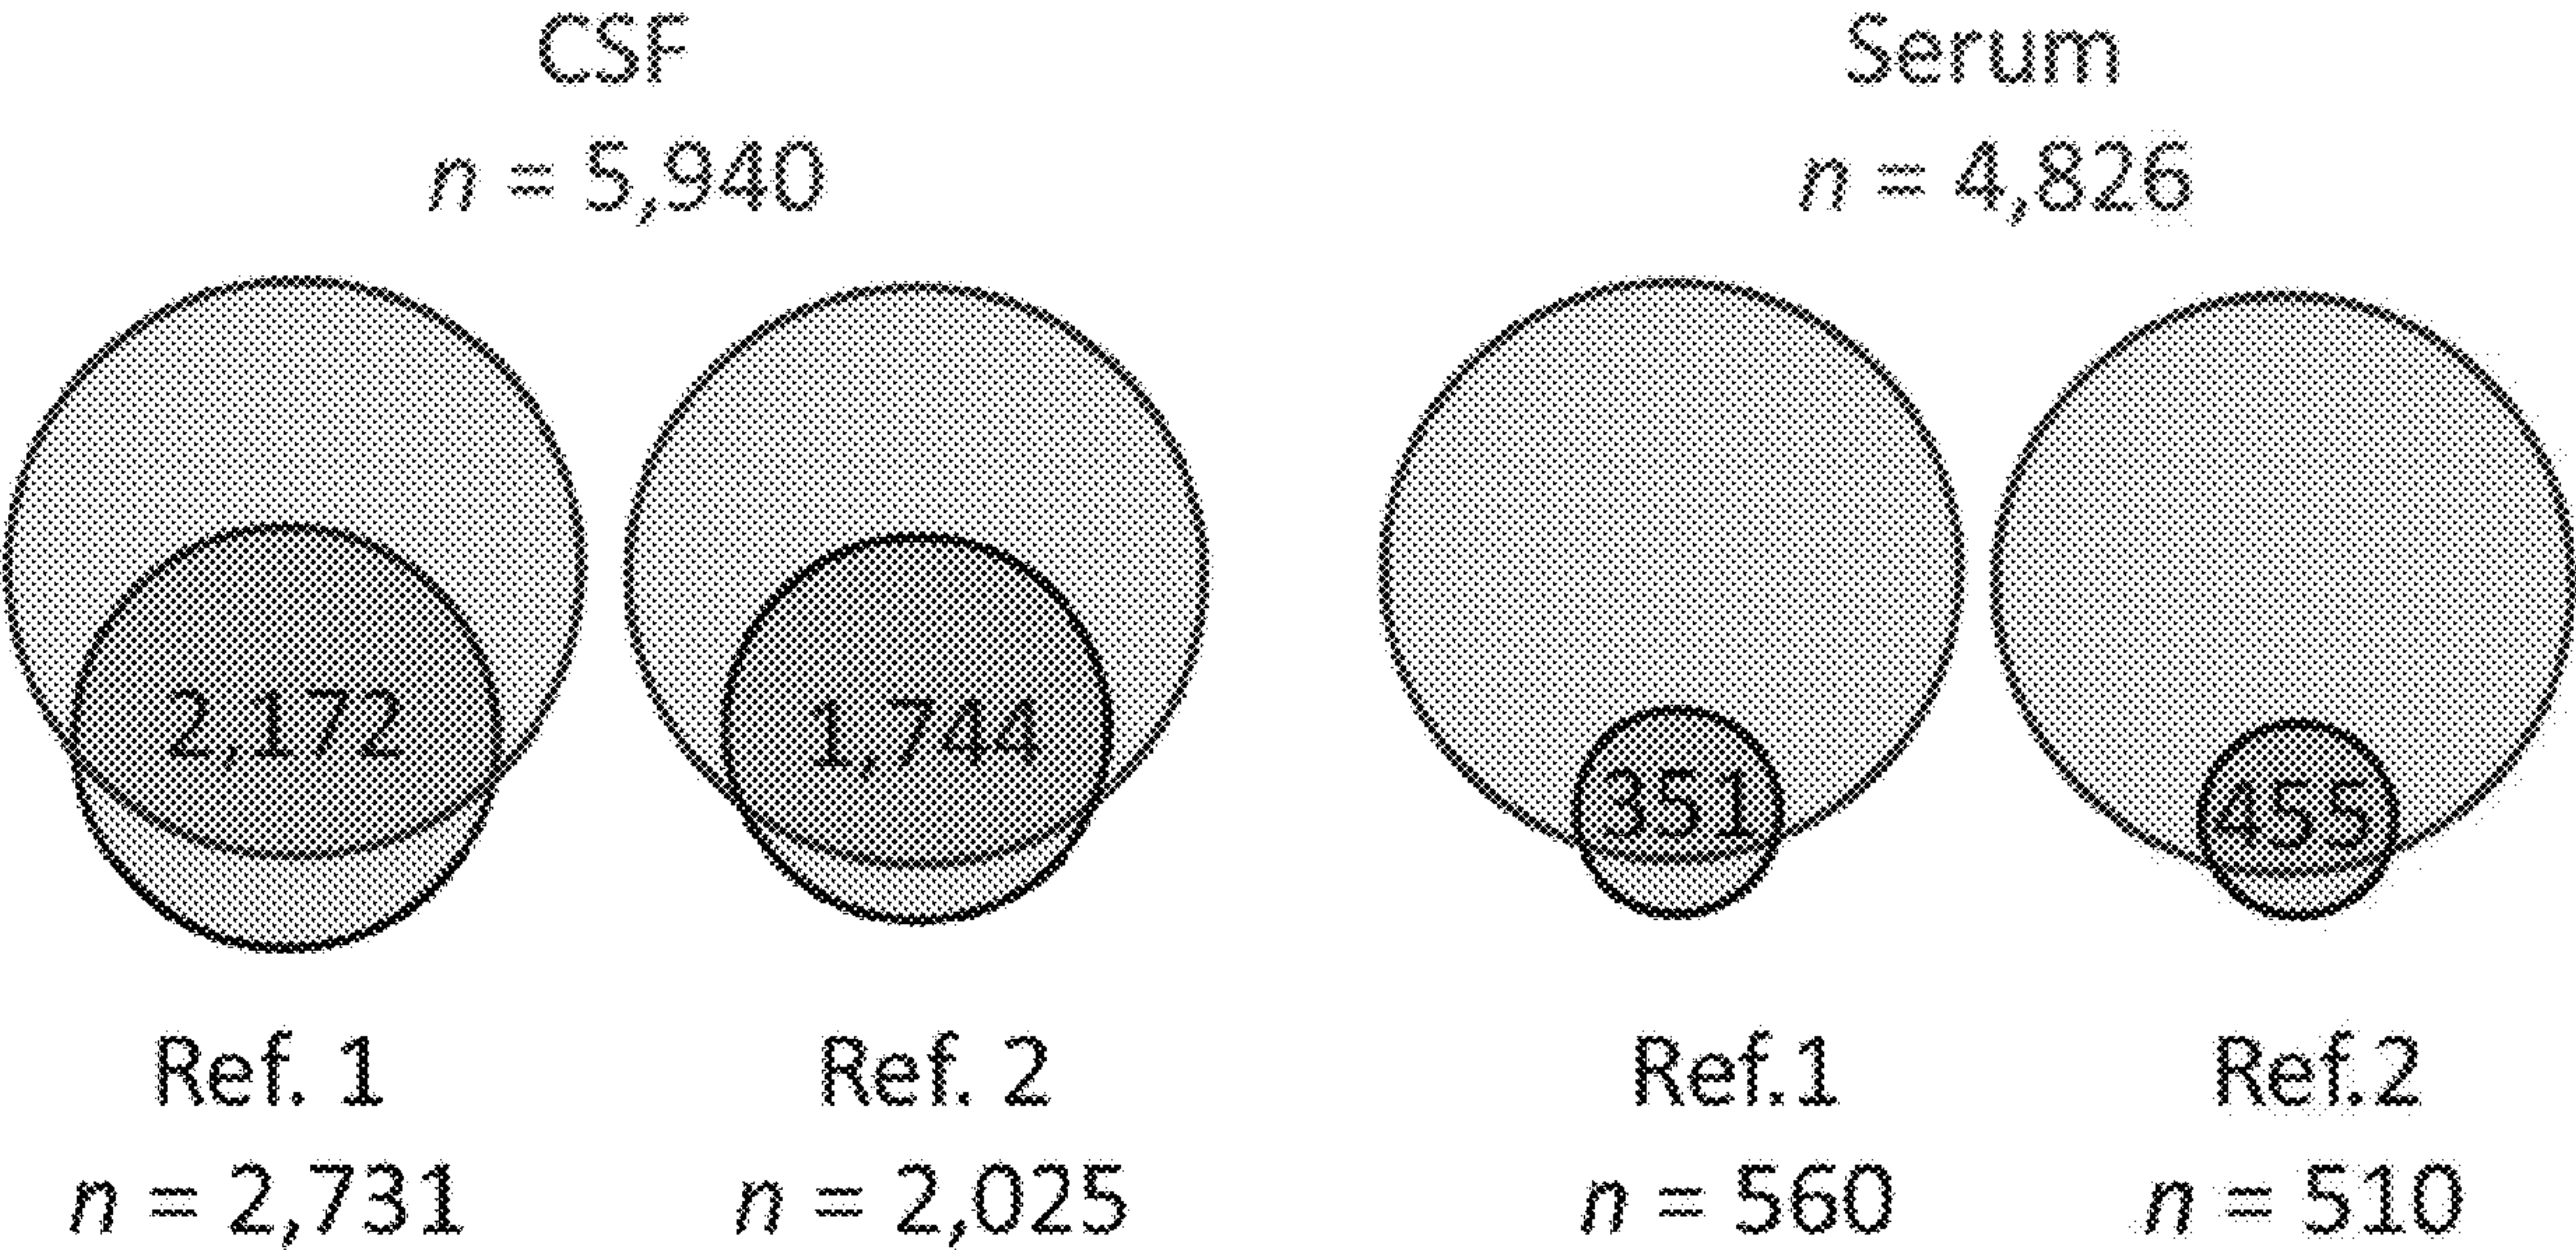 CSF
n = 5,940
Serum
n = 4,826
2,172
1,744
351
455
Ref. 1
n = 2,731
Ref. 2
n = 2,025
Ref.1
n = 560
Ref.2
n = 510